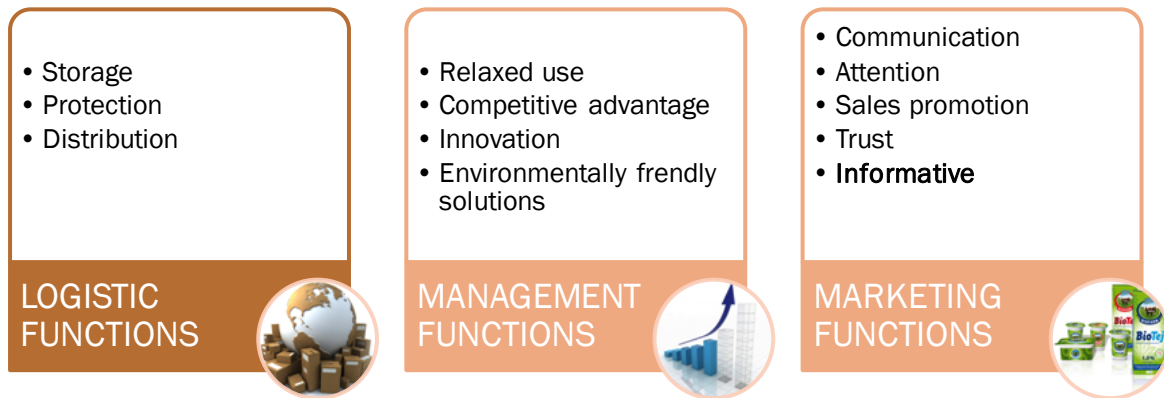 • Storage
• Protection
• Distribution
LOGISTIC
FUNCTIONS
• Relaxed use
• Competitive advantage
• Innovation
• Environmentally frendly
solutions
MANAGEMENT
FUNCTIONS
• Communication
• Attention
• Sales promotion
• Trust
• Informative
MARKETING
FUNCTIONS
BioTej